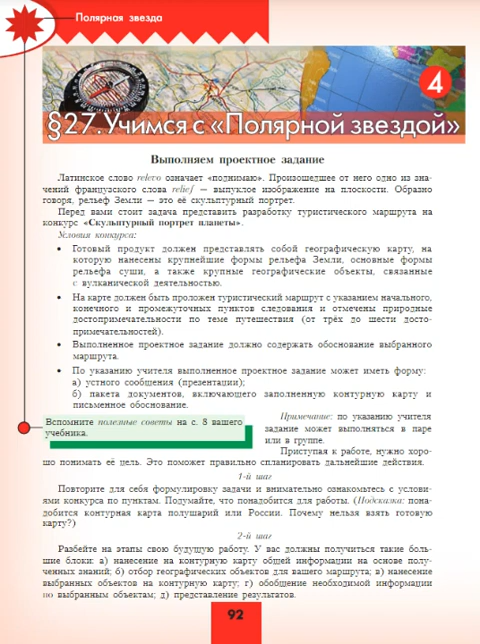 Полярная звезда
4
§27. Учимся с «Полярной звездой»
Выполняем проектное задание
Латинское слово relevo означает «поднимаю». Произошедшее от него одно из зна-
чений французского слова relief — выпуклое изображение на плоскости. Образно
говоря, рельеф Земли — это её скульптурный портрет.
Перед вами стоит задача представить разработку туристического маршрута на
конкурс «Скульптурный портрет планеты».
Условия конкурса:
• Готовый продукт должен представлять собой географическую карту, на
которую нанесены крупнейшие формы рельефа Земли, основные формы
рельефа суши, а также крупные географические объекты, связанные
с вулканической деятельностью.
• На карте должен быть проложен туристический маршрут с указанием начального,
конечного и промежуточных пунктов следования и отмечены природные
достопримечательности по теме путешествия (от трёх до шести досто-
примечательностей).
• Выполненное проектное задание должно содержать обоснование выбранного
маршрута.
• По указанию учителя выполненное проектное задание может иметь форму:
а) устного сообщения (презентации);
б) пакета документов, включающего заполненную контурную карту и
письменное обоснование.
Вспомните полезные советы на с. 8 вашего
учебника.
Примечание: по указанию учителя
задание может выполняться в паре
или в группе.
Приступая к работе, нужно хоро-
шо понимать её цель. Это поможет правильно спланировать дальнейшие действия.
1-й шаг
Повторите для себя формулировку задачи и внимательно ознакомьтесь с услови-
ями конкурса по пунктам. Подумайте, что понадобится для работы. (Подсказка: пона-
добится контурная карта полушарий или России. Почему нельзя взять готовую
карту?)
2-й шаг
Разбейте на этапы свою будущую работу. У вас должны получиться такие боль-
шие блоки: а) нанесение на контурную карту общей информации на основе полу-
ченных знаний; б) отбор географических объектов для вашего маршрута; в) нанесение
выбранных объектов на контурную карту; г) обобщение необходимой информации
по выбранным объектам; д) представление результатов.
92